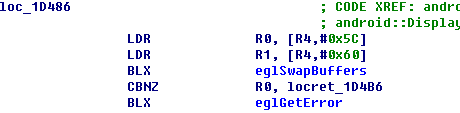 loc_1D486 ; CODE XREF: andro
; android::Display
LDR R0, [R4,#0x5C]
LDR R1, [R4,#0x60]
BLX eglSwapBuffers
CBNZ R0, locret_1D4B6
BLX eglGetError